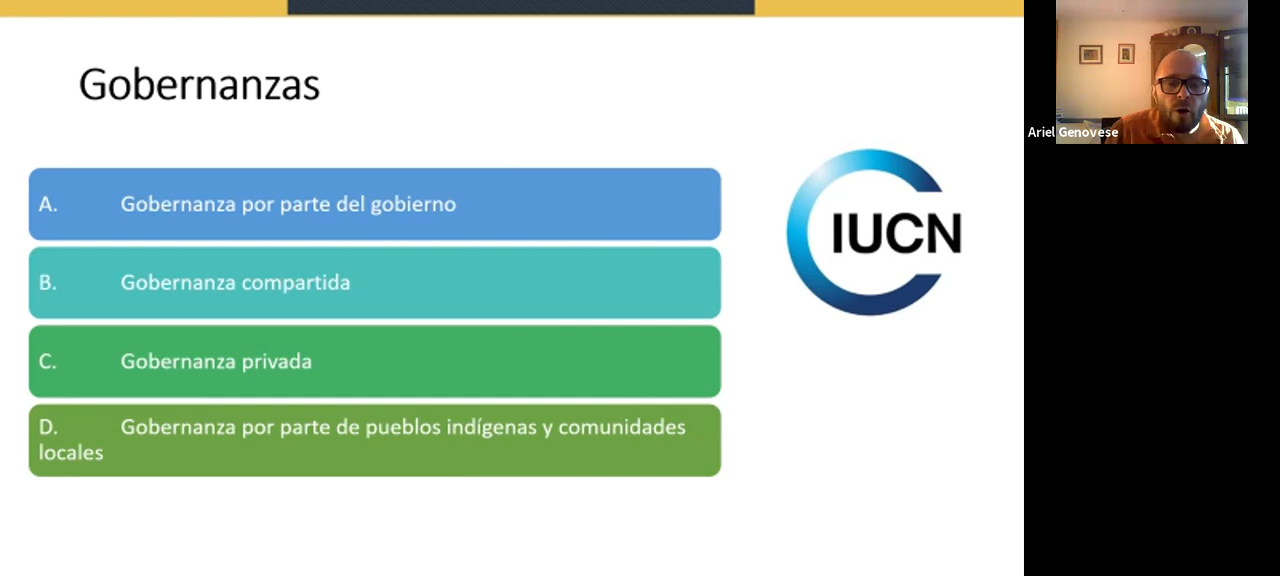 Gobernanzas
A. Gobernanza por parte del gobierno
B. Gobernanza compartida
C. Gobernanza privada
D. Gobernanza por parte de pueblos indígenas y comunidades
locales
IUCN
Ariel Genovese